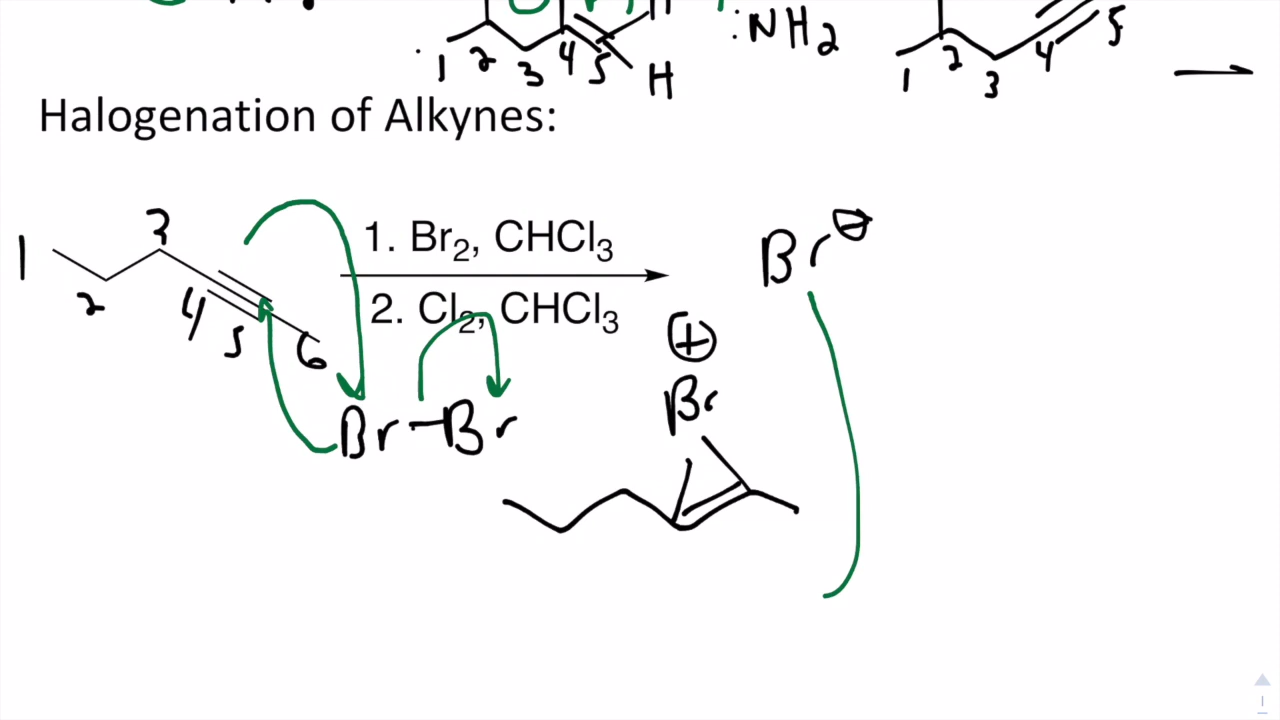 H
1 2 3 4 5
:NH2
1 2 3 4 5
Halogenation of Alkynes:
1 2 3 4 5 6
1. Br2, CHCl3
2. Cl2, CHCl3
Br⊖
⊕
Br
Br-Br